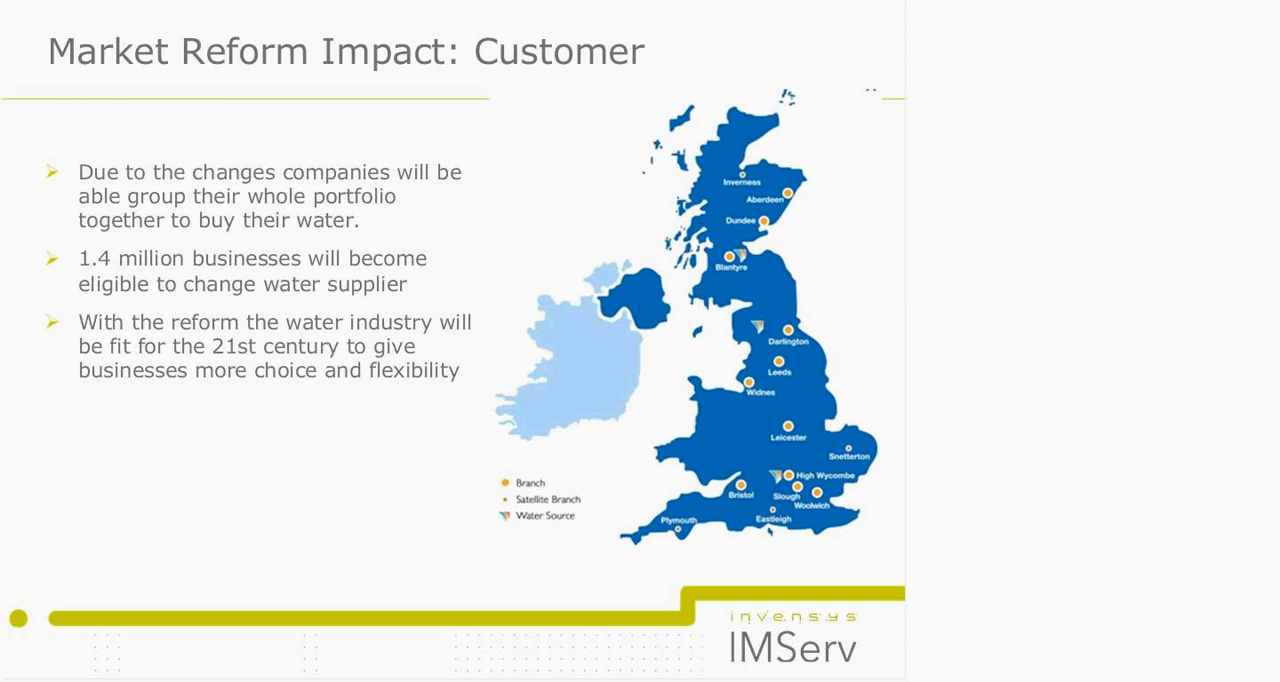 Market Reform Impact: Customer
Due to the changes companies will be
able group their whole portfolio
together to buy their water.
1.4 million businesses will become
eligible to change water supplier
With the reform the water industry will
be fit for the 21st century to give
businesses more choice and flexibility
Inverness
Aberdeen
Dundee
Blantyre
Darlington
Leeds
Widnes
Leicester
Snetterton
High Wycombe
Bristol
Slough
Woolwich
Plymouth
Eastleigh
Branch
Satellite Branch
Water Source
invensys
IMServ